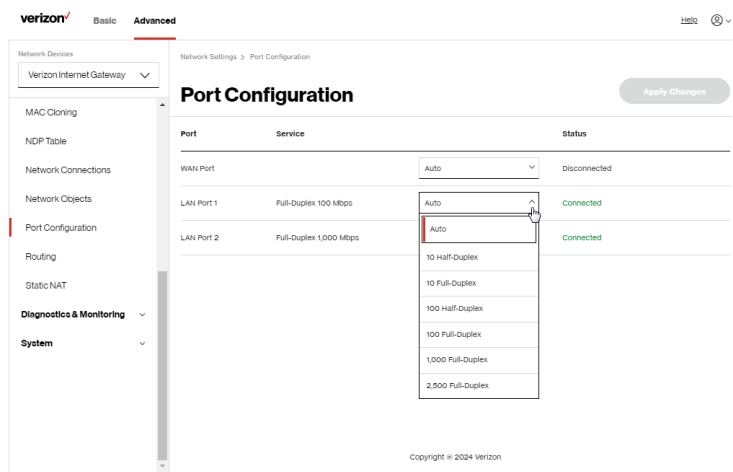 verizon✓
Basic
Advanced
Help
Network Devices
Verizon Internet Gateway
MAC Cloning
NDP Table
Network Connections
Network Objects
Port Configuration
Routing
Static NAT
Diagnostics & Monitoring
System
Network Settings > Port Configuration
Port Configuration
Apply Changes
Port Service Status
WAN Port Auto Disconnected
LAN Port 1 Full-Duplex 100 Mbps Auto Connected
LAN Port 2 Full-Duplex 1,000 Mbps Connected
Auto
10 Half-Duplex
10 Full-Duplex
100 Half-Duplex
100 Full-Duplex
1,000 Full-Duplex
2,500 Full-Duplex
Copyright © 2024 Verizon